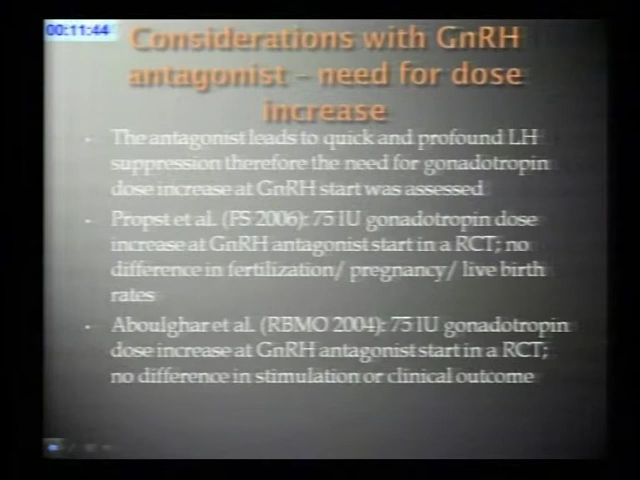 00:11:44
Considerations with GnRH
antagonist - need for dose
increase
• The antagonist leads to quick and profound LH
suppression therefore the need for gonadotropin
dose increase at GnRH start was assessed
• Propst et al. (FS 2006): 75 IU gonadotropin dose
increase at GnRH antagonist start in a RCT; no
difference in fertilization/ pregnancy/ live birth
rates
• Aboulghar et al. (RBMO 2004): 75 IU gonadotropin
dose increase at GnRH antagonist start in a RCT;
no difference in stimulation or clinical outcome